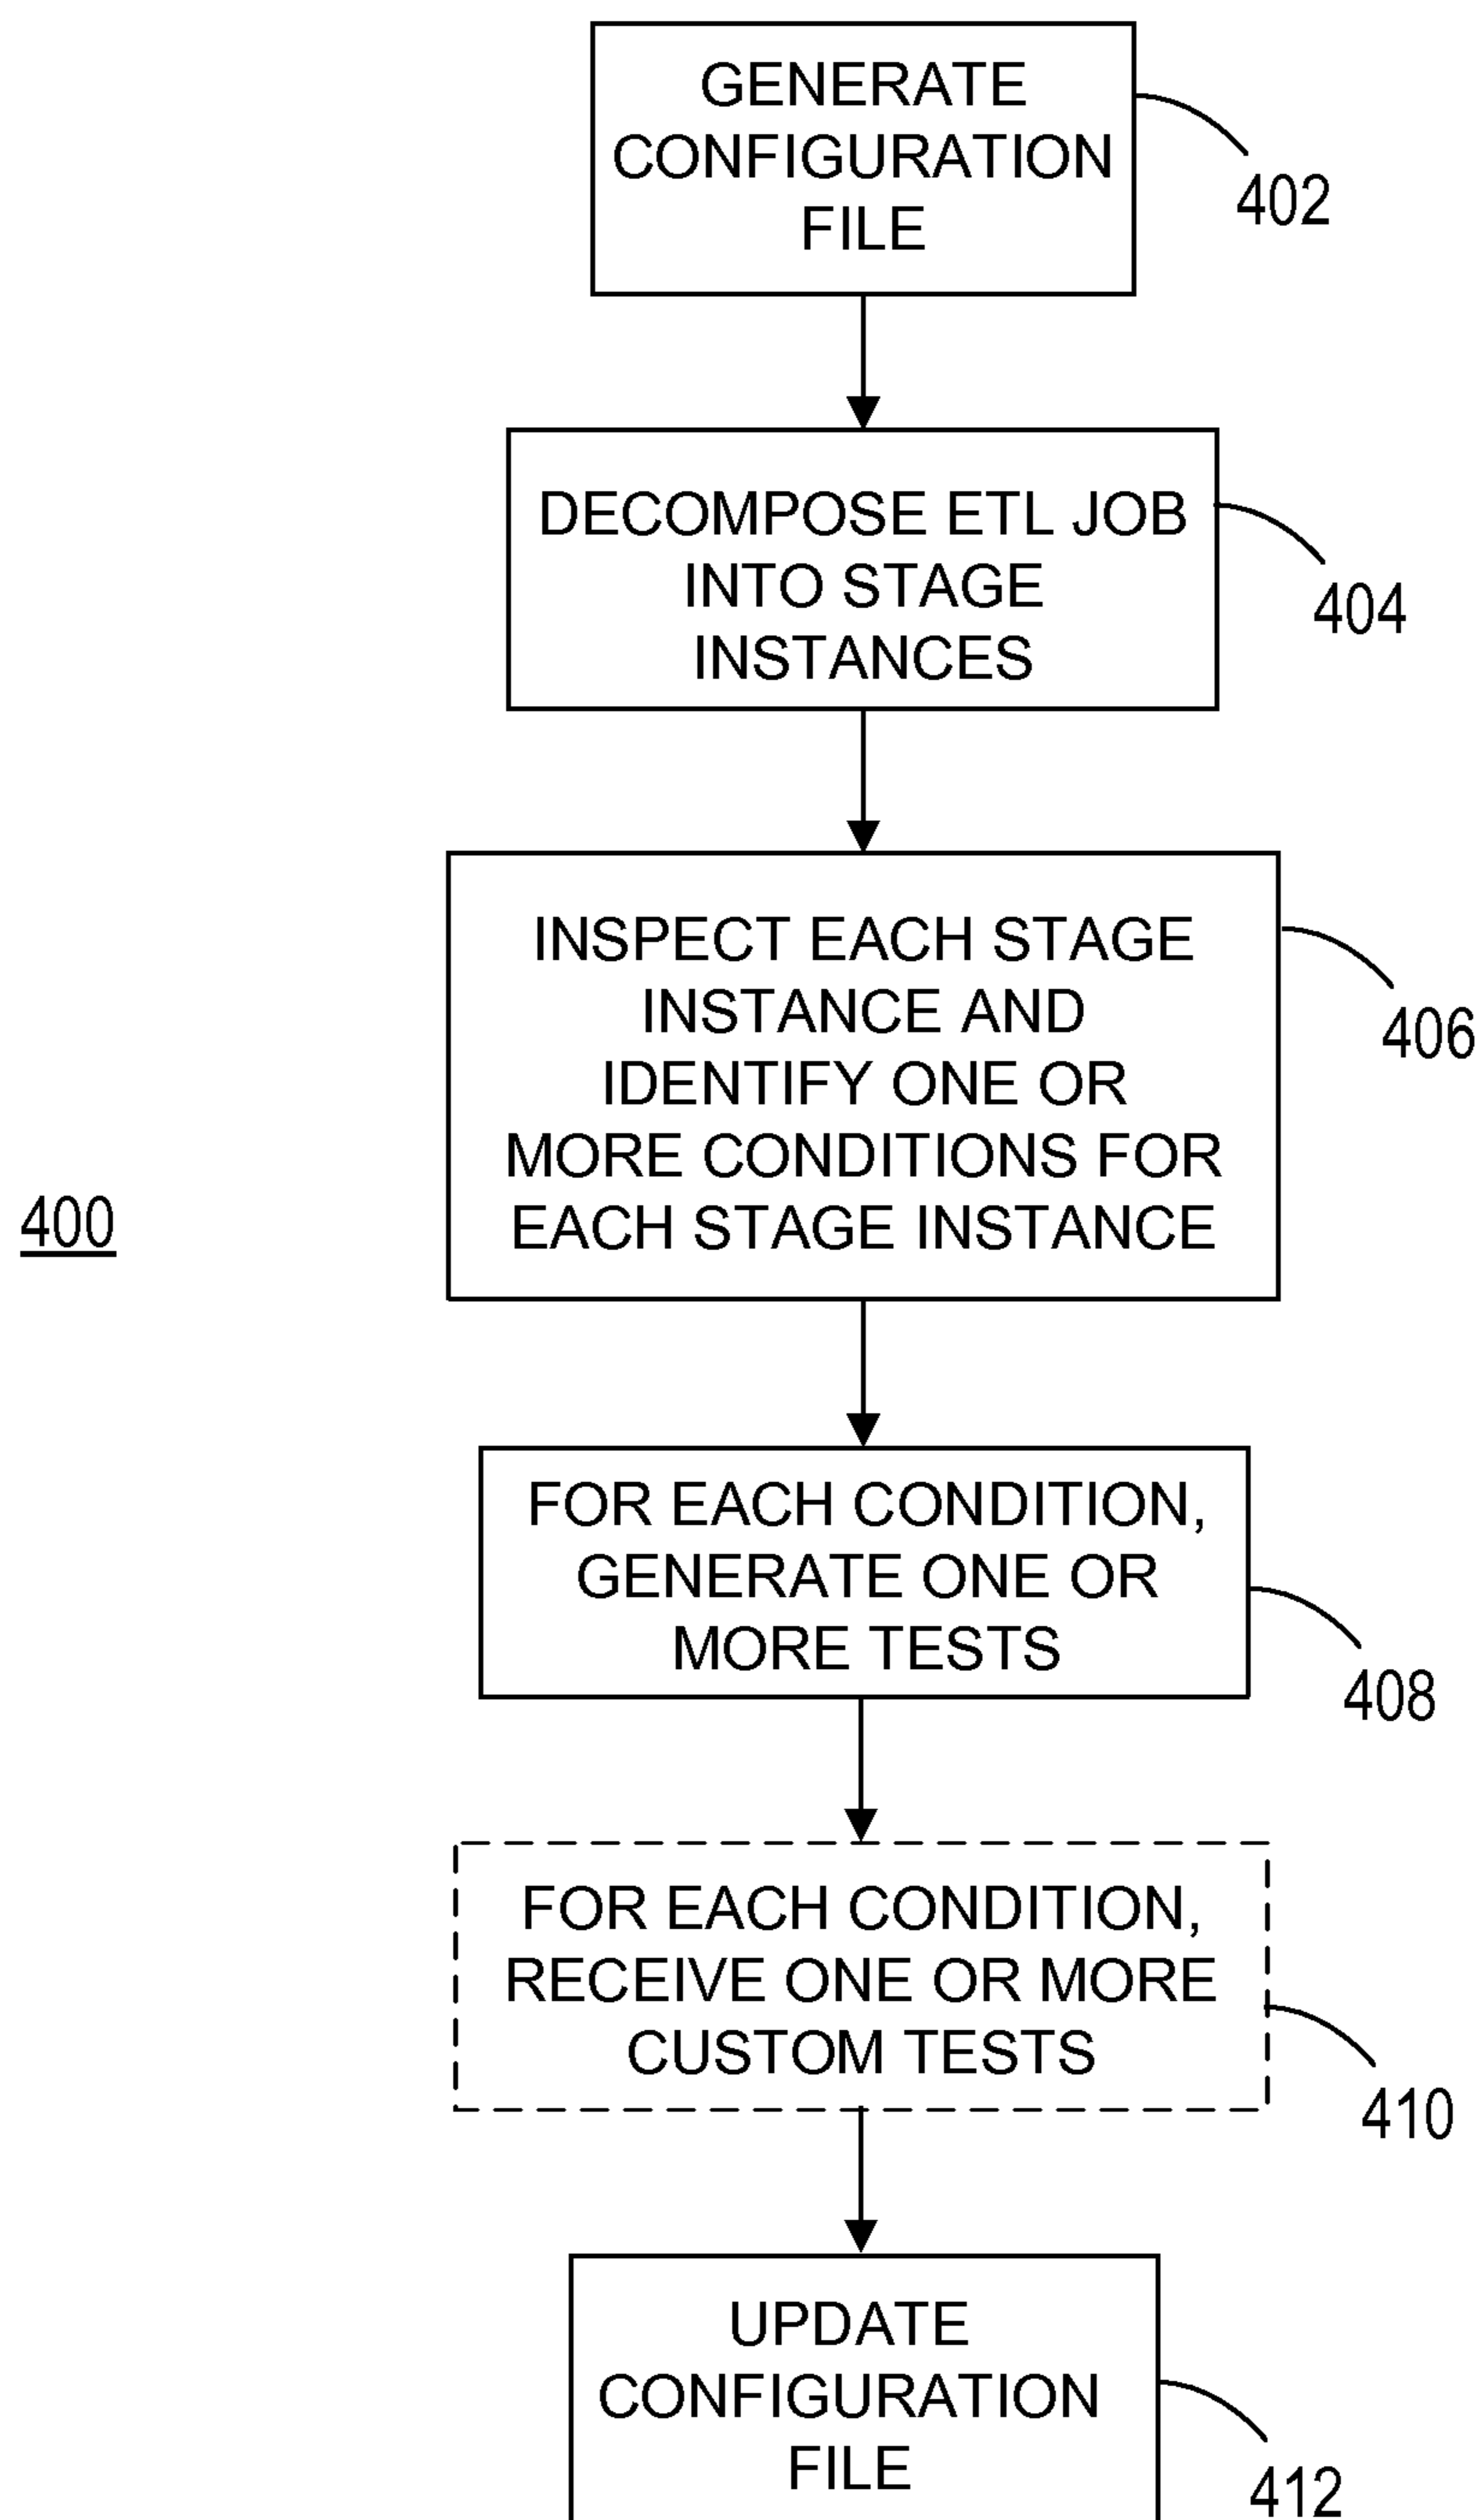 GENERATE
CONFIGURATION
FILE
402
DECOMPOSE ETL JOB
INTO STAGE
INSTANCES
404
INSPECT EACH STAGE
INSTANCE AND
IDENTIFY ONE OR
MORE CONDITIONS FOR
EACH STAGE INSTANCE
406
400
FOR EACH CONDITION,
GENERATE ONE OR
MORE TESTS
408
FOR EACH CONDITION,
RECEIVE ONE OR MORE
CUSTOM TESTS
410
UPDATE
CONFIGURATION
FILE
412